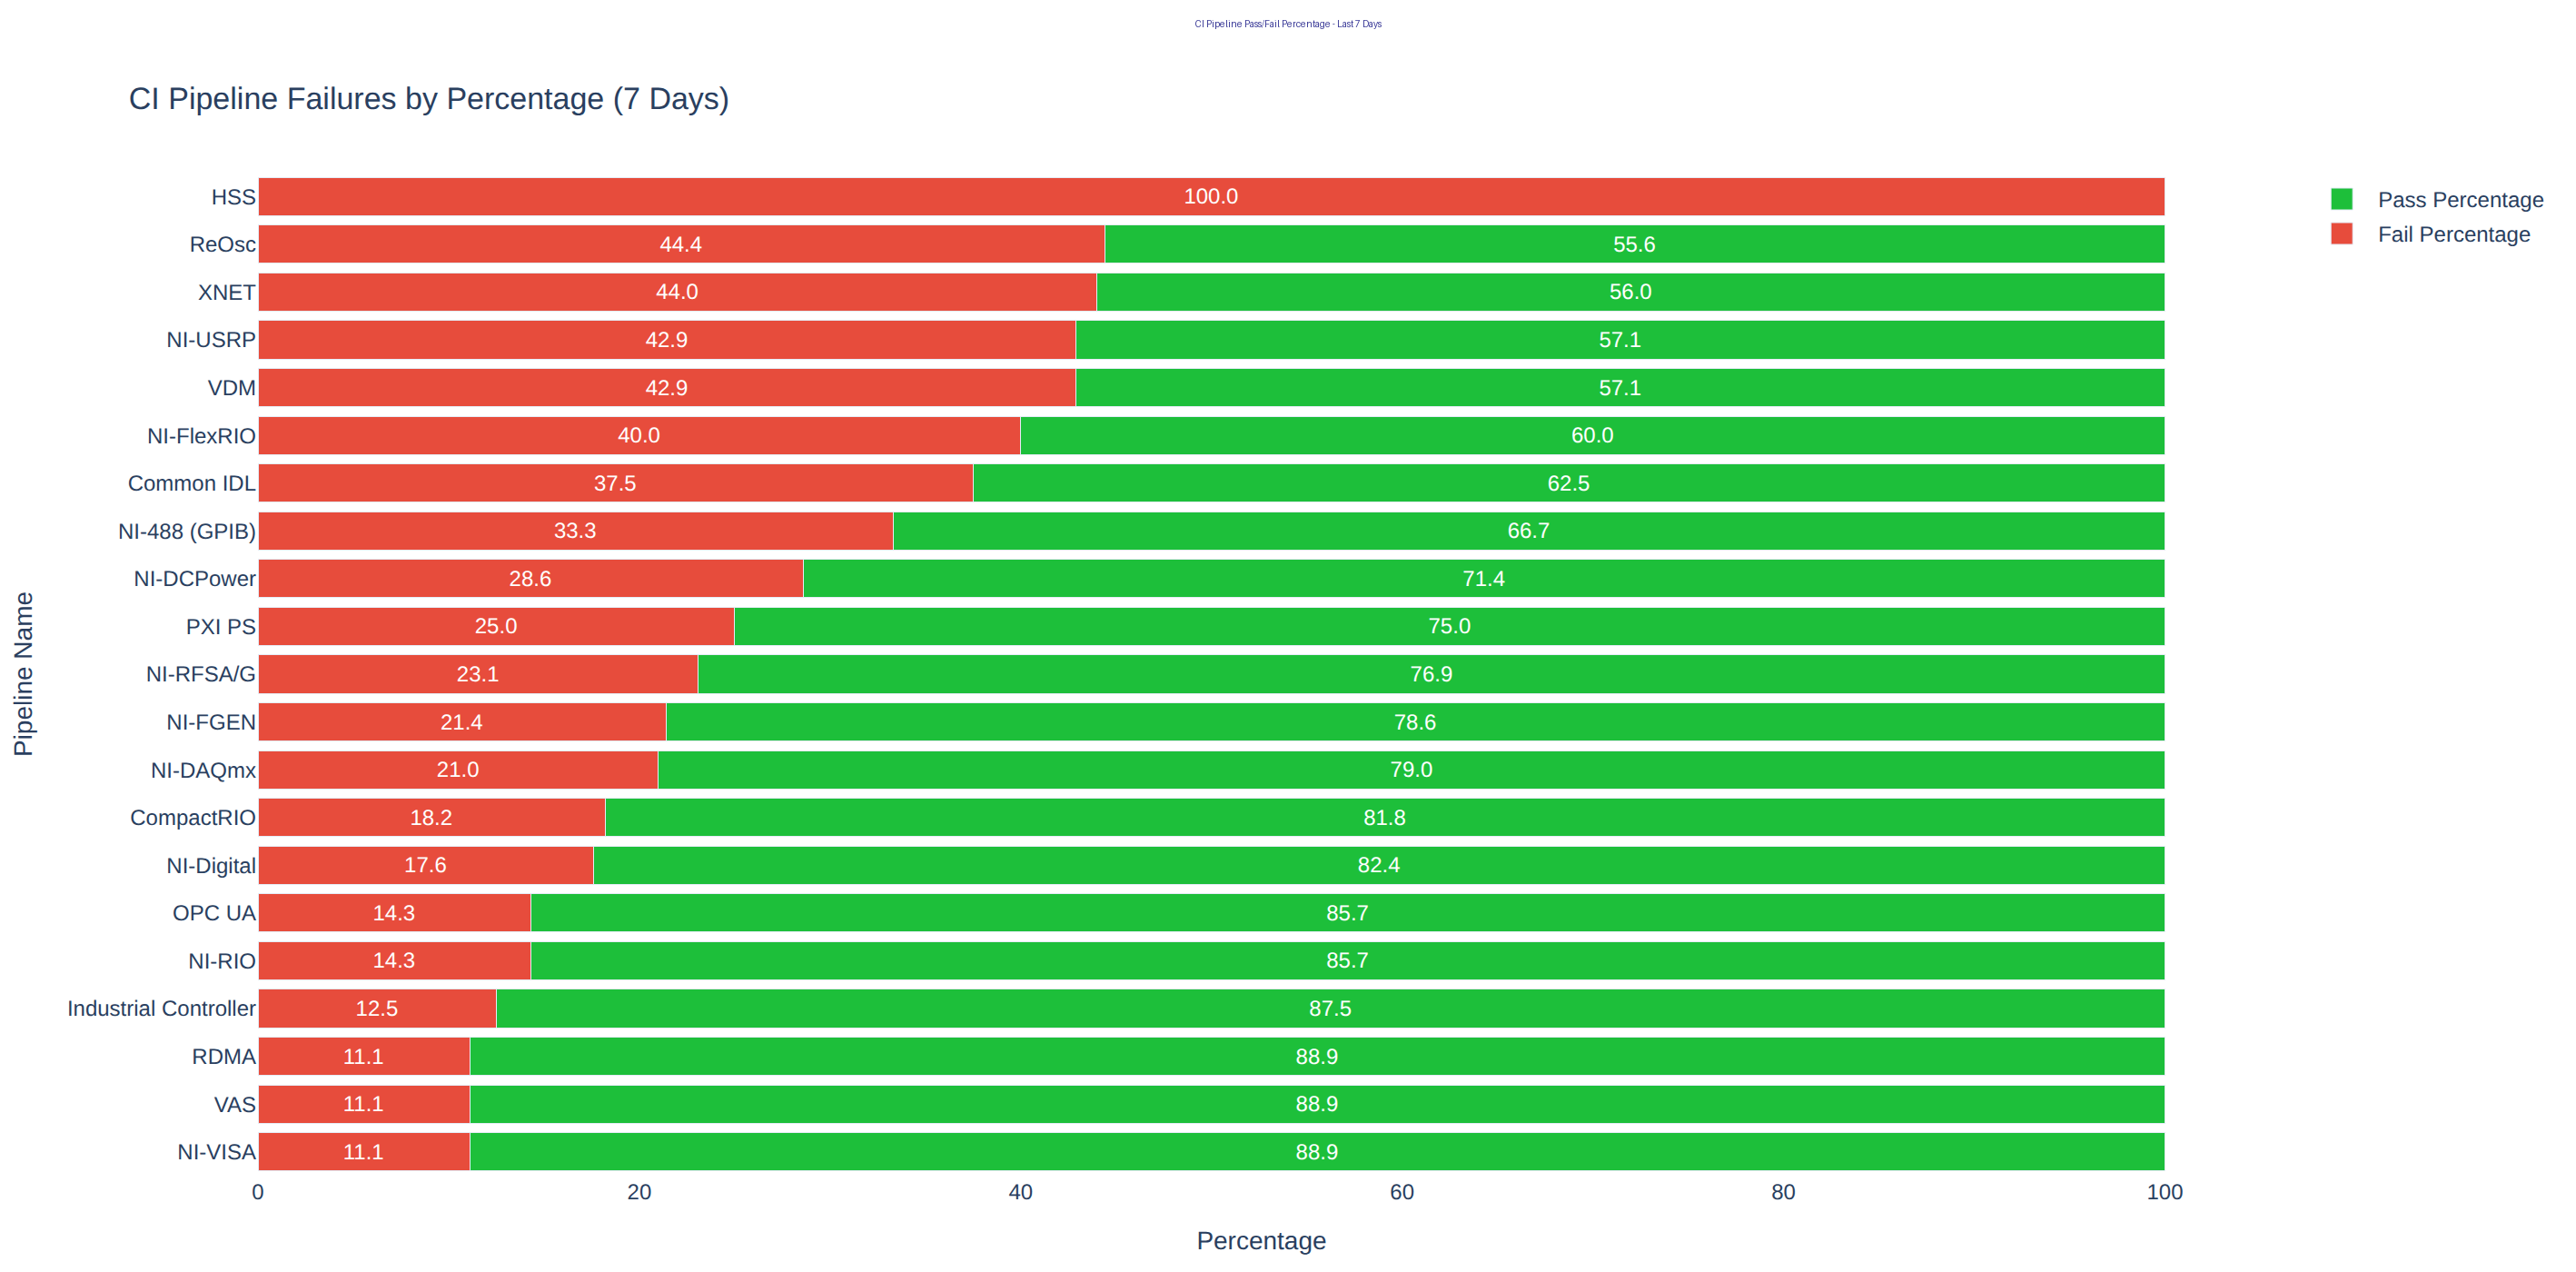 CI Pipeline Pass/Fail Percentage - Last 7 Days
CI Pipeline Failures by Percentage (7 Days)
Pass Percentage
Fail Percentage
HSS 100.0
ReOsc 44.4 55.6
XNET 44.0 56.0
NI-USRP 42.9 57.1
VDM 42.9 57.1
NI-FlexRIO 40.0 60.0
Common IDL 37.5 62.5
NI-488 (GPIB) 33.3 66.7
NI-DCPower 28.6 71.4
PXI PS 25.0 75.0
NI-RFSA/G 23.1 76.9
NI-FGEN 21.4 78.6
NI-DAQmx 21.0 79.0
CompactRIO 18.2 81.8
NI-Digital 17.6 82.4
OPC UA 14.3 85.7
NI-RIO 14.3 85.7
Industrial Controller 12.5 87.5
RDMA 11.1 88.9
VAS 11.1 88.9
NI-VISA 11.1 88.9
0 20 40 60 80 100
Percentage
Pipeline Name